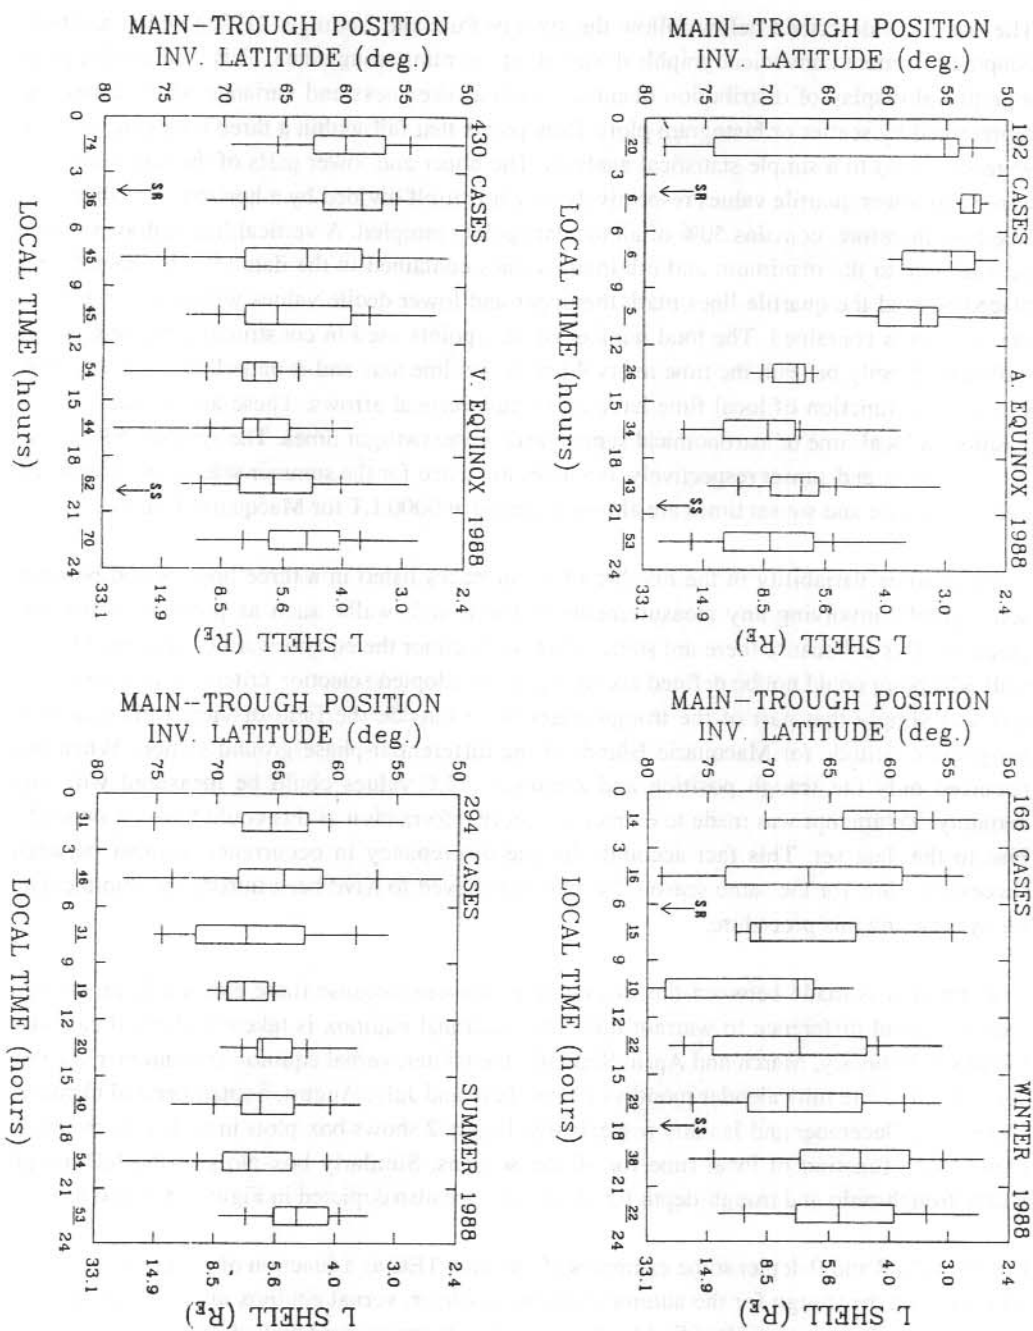 192 CASES A. EQUINOX 1988
MAIN-TROUGH POSITION
INV. LATITUDE (deg.)
50
55
60
65
70
75
80
2.4
3.0
4.0
5.6
8.5
14.9
33.1
L SHELL (RE)
SR
SS
20 5 6 5 26 34 43 53
0 3 6 9 12 15 18 21 24
LOCAL TIME (hours)
166 CASES WINTER 1988
MAIN-TROUGH POSITION
INV. LATITUDE (deg.)
50
55
60
65
70
75
80
2.4
3.0
4.0
5.6
8.5
14.9
33.1
L SHELL (RE)
SR
SS
14 16 15 10 22 29 38 22
0 3 6 9 12 15 18 21 24
LOCAL TIME (hours)
430 CASES V. EQUINOX 1988
MAIN-TROUGH POSITION
INV. LATITUDE (deg.)
50
55
60
65
70
75
80
2.4
3.0
4.0
5.6
8.5
14.9
33.1
L SHELL (RE)
SR
SS
74 36 45 45 54 44 62 70
0 3 6 9 12 15 18 21 24
LOCAL TIME (hours)
294 CASES SUMMER 1988
MAIN-TROUGH POSITION
INV. LATITUDE (deg.)
50
55
60
65
70
75
80
2.4
3.0
4.0
5.6
8.5
14.9
33.1
L SHELL (RE)
31 46 31 19 20 40 54 53
0 3 6 9 12 15 18 21 24
LOCAL TIME (hours)